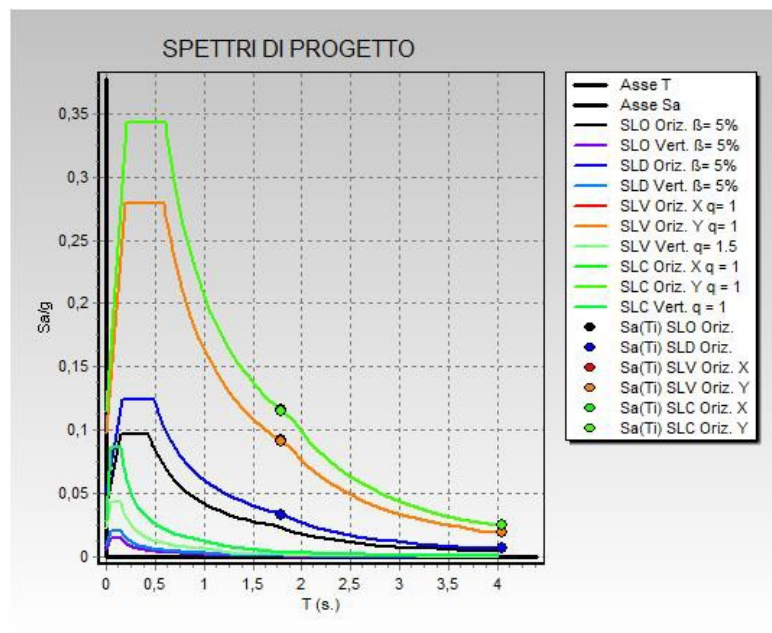 SPETTRI DI PROGETTO
Sa/g
0,35
0,3
0,25
0,2
0,15
0,1
0,05
0
0 0,5 1 1,5 2 2,5 3 3,5 4
T (s.)
Asse T
Asse Sa
SLO Oriz. ß= 5%
SLO Vert. ß= 5%
SLD Oriz. ß= 5%
SLD Vert. ß= 5%
SLV Oriz. X q= 1
SLV Oriz. Y q= 1
SLV Vert. q= 1.5
SLC Oriz. X q = 1
SLC Oriz. Y q = 1
SLC Vert. q = 1
Sa(Ti) SLO Oriz.
Sa(Ti) SLD Oriz.
Sa(Ti) SLV Oriz. X
Sa(Ti) SLV Oriz. Y
Sa(Ti) SLC Oriz. X
Sa(Ti) SLC Oriz. Y